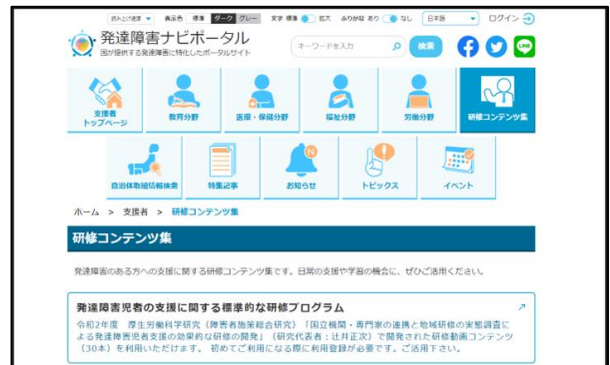 読み上げ速度 表示色 標準 ダーク グレー 文字 標準 拡大 ふりがな あり なし 日本語 ログイン
発達障害ナビポータル
国が提供する発達障害に特化したポータルサイト
キーワードを入力 検索 LINE
支援者
トップページ
教育分野 医療・保健分野 福祉分野 労働分野 研修コンテンツ集
自治体取組情報検索 特集記事 お知らせ トピックス イベント
ホーム > 支援者 > 研修コンテンツ集
研修コンテンツ集
発達障害のある方への支援に関する研修コンテンツ集です。日常の支援や学習の機会に、ぜひご活用ください。
発達障害児者の支援に関する標準的な研修プログラム
令和2年度 厚生労働科学研究（障害者施策総合研究）「国立機関・専門家の連携と地域研修の実態調査に
よる発達障害児者支援の効果的な研修の開発」（研究代表者：辻井正次）で開発された研修動画コンテンツ
（30本）を利用いただけます。 初めてご利用になる際に利用登録が必要です。ご活用下さい。